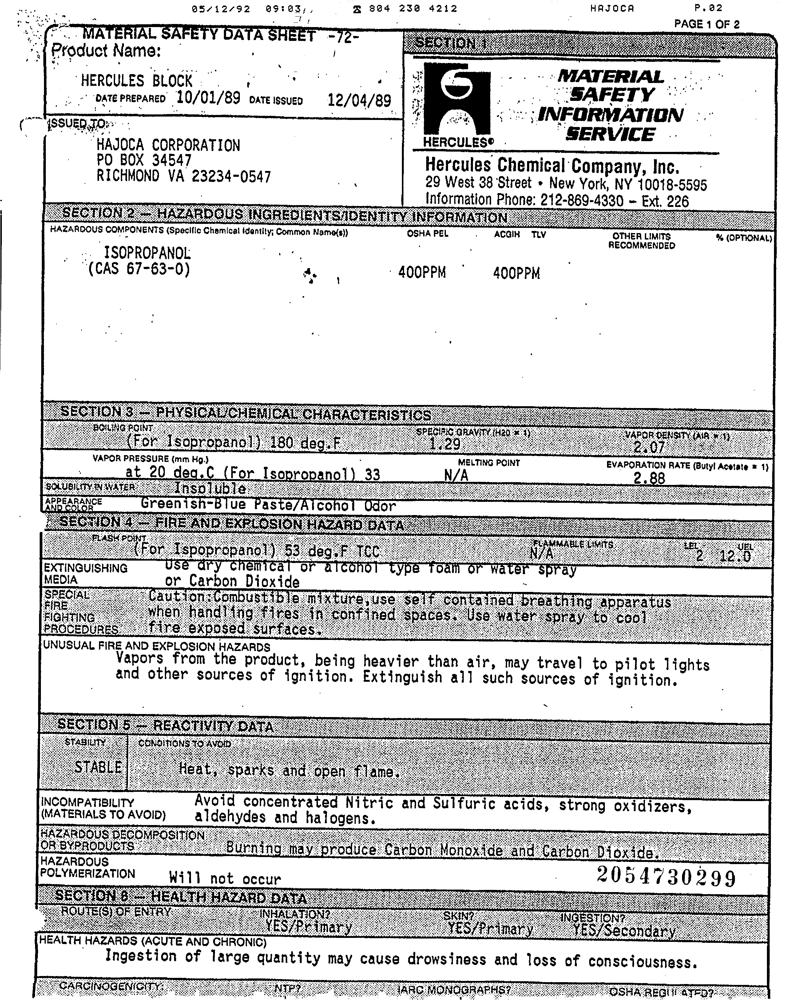 05/12/92 09:03 ☎ 804 230 4212 HAJOCA P.02
PAGE 1 OF 2
MATERIAL SAFETY DATA SHEET -72-
Product Name:
HERCULES BLOCK
DATE PREPARED 10/01/89 DATE ISSUED 12/04/89
ISSUED TO:
HAJOCA CORPORATION
PO BOX 34547
RICHMOND VA 23234-0547
SECTION 1
HERCULES®
MATERIAL
SAFETY
INFORMATION
SERVICE
Hercules Chemical Company, Inc.
29 West 38 Street • New York, NY 10018-5595
Information Phone: 212-869-4330 – Ext. 226
SECTION 2 — HAZARDOUS INGREDIENTS/IDENTITY INFORMATION
HAZARDOUS COMPONENTS (Specific Chemical Identity; Common Name(s)) OSHA PEL ACGIH TLV OTHER LIMITS RECOMMENDED % (OPTIONAL)
ISOPROPANOL
(CAS 67-63-0) 400PPM 400PPM
SECTION 3 — PHYSICAL/CHEMICAL CHARACTERISTICS
BOILING POINT SPECIFIC GRAVITY (H20 = 1) VAPOR DENSITY (AIR = 1)
(For Isopropanol) 180 deg.F 1.29 2.07
VAPOR PRESSURE (mm Hg.) MELTING POINT EVAPORATION RATE (Butyl Acetate = 1)
at 20 deg.C (For Isopropanol) 33 N/A 2.88
SOLUBILITY IN WATER Insoluble
APPEARANCE AND COLOR Greenish-Blue Paste/Alcohol Odor
SECTION 4 — FIRE AND EXPLOSION HAZARD DATA
FLASH POINT FLAMMABLE LIMITS LEL UEL
(For Ispopropanol) 53 deg.F TCC N/A 2 12.0
EXTINGUISHING MEDIA Use dry chemical or alcohol type foam or water spray
or Carbon Dioxide
SPECIAL FIRE FIGHTING PROCEDURES Caution:Combustible mixture,use self contained breathing apparatus
when handling fires in confined spaces. Use water spray to cool
fire exposed surfaces.
UNUSUAL FIRE AND EXPLOSION HAZARDS
Vapors from the product, being heavier than air, may travel to pilot lights
and other sources of ignition. Extinguish all such sources of ignition.
SECTION 5 — REACTIVITY DATA
STABILITY CONDITIONS TO AVOID
STABLE Heat, sparks and open flame.
INCOMPATIBILITY (MATERIALS TO AVOID) Avoid concentrated Nitric and Sulfuric acids, strong oxidizers,
aldehydes and halogens.
HAZARDOUS DECOMPOSITION OR BYPRODUCTS Burning may produce Carbon Monoxide and Carbon Dioxide.
HAZARDOUS POLYMERIZATION Will not occur 2054730299
SECTION 6 — HEALTH HAZARD DATA
ROUTE(S) OF ENTRY INHALATION? SKIN? INGESTION?
YES/Primary YES/Primary YES/Secondary
HEALTH HAZARDS (ACUTE AND CHRONIC)
Ingestion of large quantity may cause drowsiness and loss of consciousness.
CARCINOGENICITY: NTP? IARC MONOGRAPHS? OSHA REGULATED?